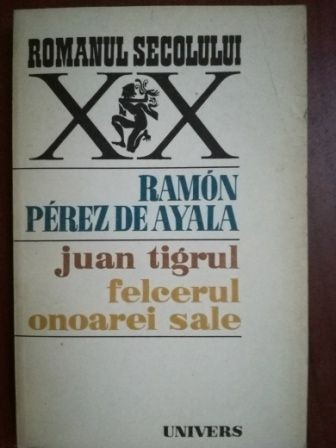 ROMANUL SECOLULUI
XX
RAMÓN
PÉREZ DE AYALA
juan tigrul
felcerul
onoarei sale
UNIVERS